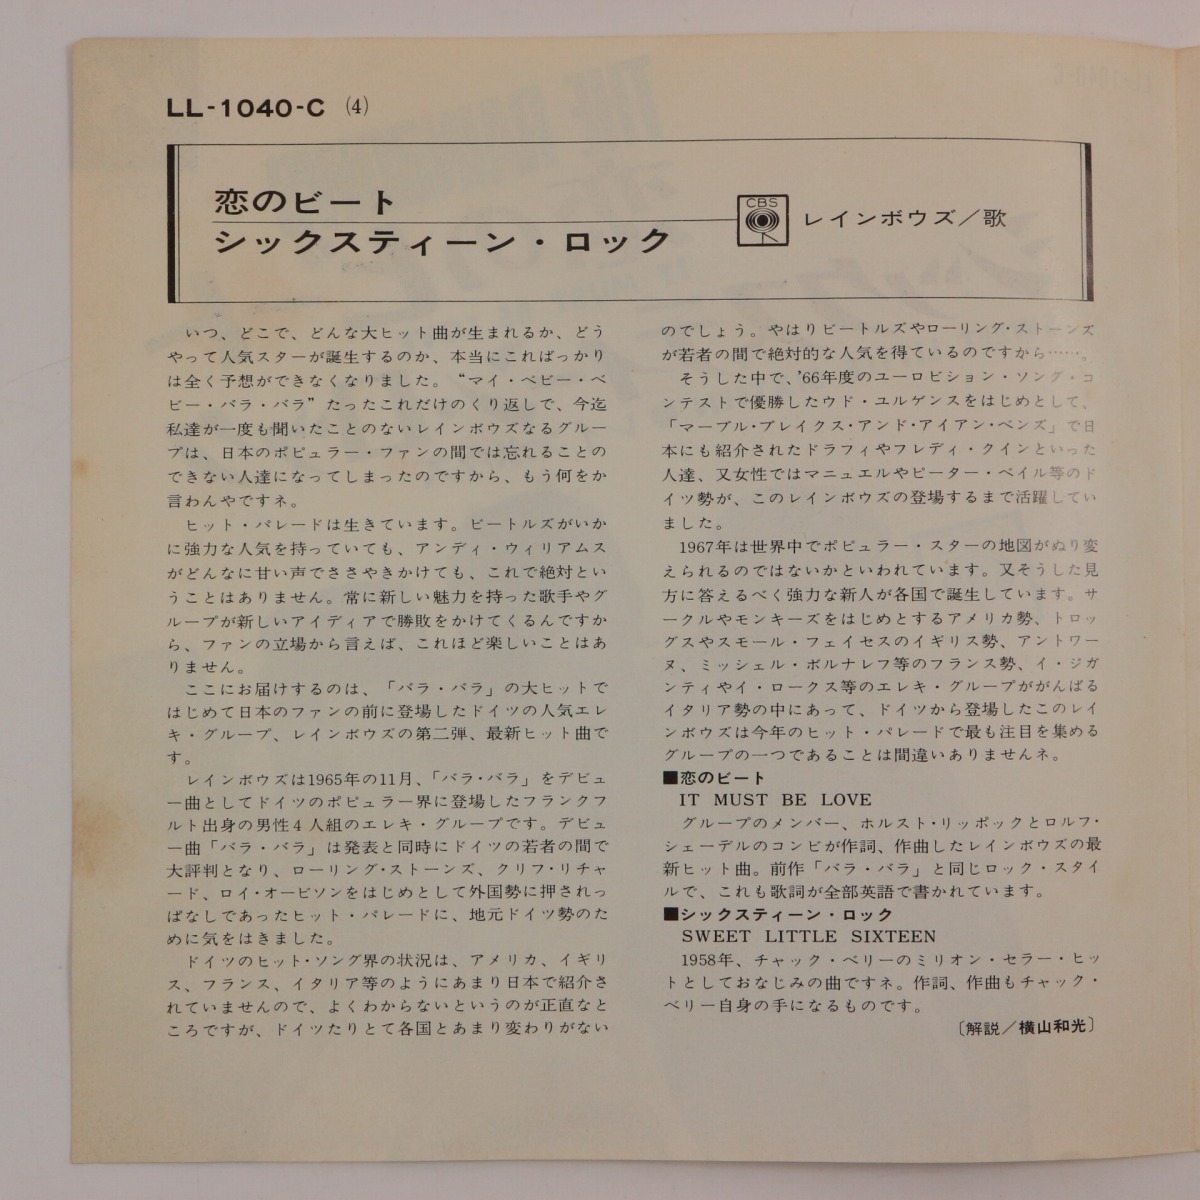 LL-1040-C (4)
恋のビート
シックスティーン・ロック
CBS
レインボウズ／歌
いつ、どこで、どんな大ヒット曲が生まれるか、どう
やって人気スターが誕生するのか、本当にこればっかり
は全く予想ができなくなりました。“マイ・ベビー・ベ
ビー・バラ・バラ”たったこれだけのくり返しで、今迄
私達が一度も聞いたことのないレインボウズなるグルー
プは、日本のポピュラー・ファンの間では忘れることの
できない人達になってしまったのですから、もう何をか
言わんやですネ。
ヒット・パレードは生きています。ビートルズがいか
に強力な人気を持っていても、アンディ・ウィリアムス
がどんなに甘い声でささやきかけても、これで絶対とい
うことはありません。常に新しい魅力を持った歌手やグ
ループが新しいアイディアで勝敗をかけてくるんですか
ら、ファンの立場から言えば、これほど楽しいことはあ
りません。
ここにお届けするのは、「バラ・バラ」の大ヒットで
はじめて日本のファンの前に登場したドイツの人気エレ
キ・グループ、レインボウズの第二弾、最新ヒット曲で
す。
レインボウズは1965年の11月、「バラ・バラ」をデビュ
ー曲としてドイツのポピュラー界に登場したフランクフ
ルト出身の男性4人組のエレキ・グループです。デビュ
ー曲「バラ・バラ」は発表と同時にドイツの若者の間で
大評判となり、ローリング・ストーンズ、クリフ・リチャ
ード、ロイ・オービソンをはじめとして外国勢に押されっ
ぱなしであったヒット・パレードに、地元ドイツ勢のた
めに気をはきました。
ドイツのヒット・ソング界の状況は、アメリカ、イギリ
ス、フランス、イタリア等のようにあまり日本で紹介さ
れていませんので、よくわからないというのが正直なと
ころですが、ドイツたりとて各国とあまり変わりがない
のでしょう。やはりビートルズやローリング・ストーンズ
が若者の間で絶対的な人気を得ているのですから……。
そうした中で、'66年度のユーロビション・ソング・コ
ンテストで優勝したウド・ユルゲンスをはじめとして、
「マーブル・ブレイクス・アンド・アイアン・ベンズ」で日
本にも紹介されたドラフィやフレディ・クインといった
人達、又女性ではマニュエルやピーター・ベイル等のド
イツ勢が、このレインボウズの登場するまで活躍してい
ました。
1967年は世界中でポピュラー・スターの地図がぬり変
えられるのではないかといわれています。又そうした見
方に答えるべく強力な新人が各国で誕生しています。サ
ークルやモンキーズをはじめとするアメリカ勢、トロッ
グスやスモール・フェイセスのイギリス勢、アントワー
ヌ、ミッシェル・ポルナレフ等のフランス勢、イ・ジガ
ンティやイ・ロークス等のエレキ・グループががんばる
イタリア勢の中にあって、ドイツから登場したこのレイ
ンボウズは今年のヒット・パレードで最も注目を集める
グループの一つであることは間違いありませんネ。
■恋のビート
IT MUST BE LOVE
グループのメンバー、ホルスト・リッポックとロルフ・
シェーデルのコンビが作詞、作曲したレインボウズの最
新ヒット曲。前作「バラ・バラ」と同じロック・スタイ
ルで、これも歌詞が全部英語で書かれています。
■シックスティーン・ロック
SWEET LITTLE SIXTEEN
1958年、チャック・ベリーのミリオン・セラー・ヒッ
トとしておなじみの曲ですネ。作詞、作曲もチャック・
ベリー自身の手になるものです。
〔解説／横山和光〕